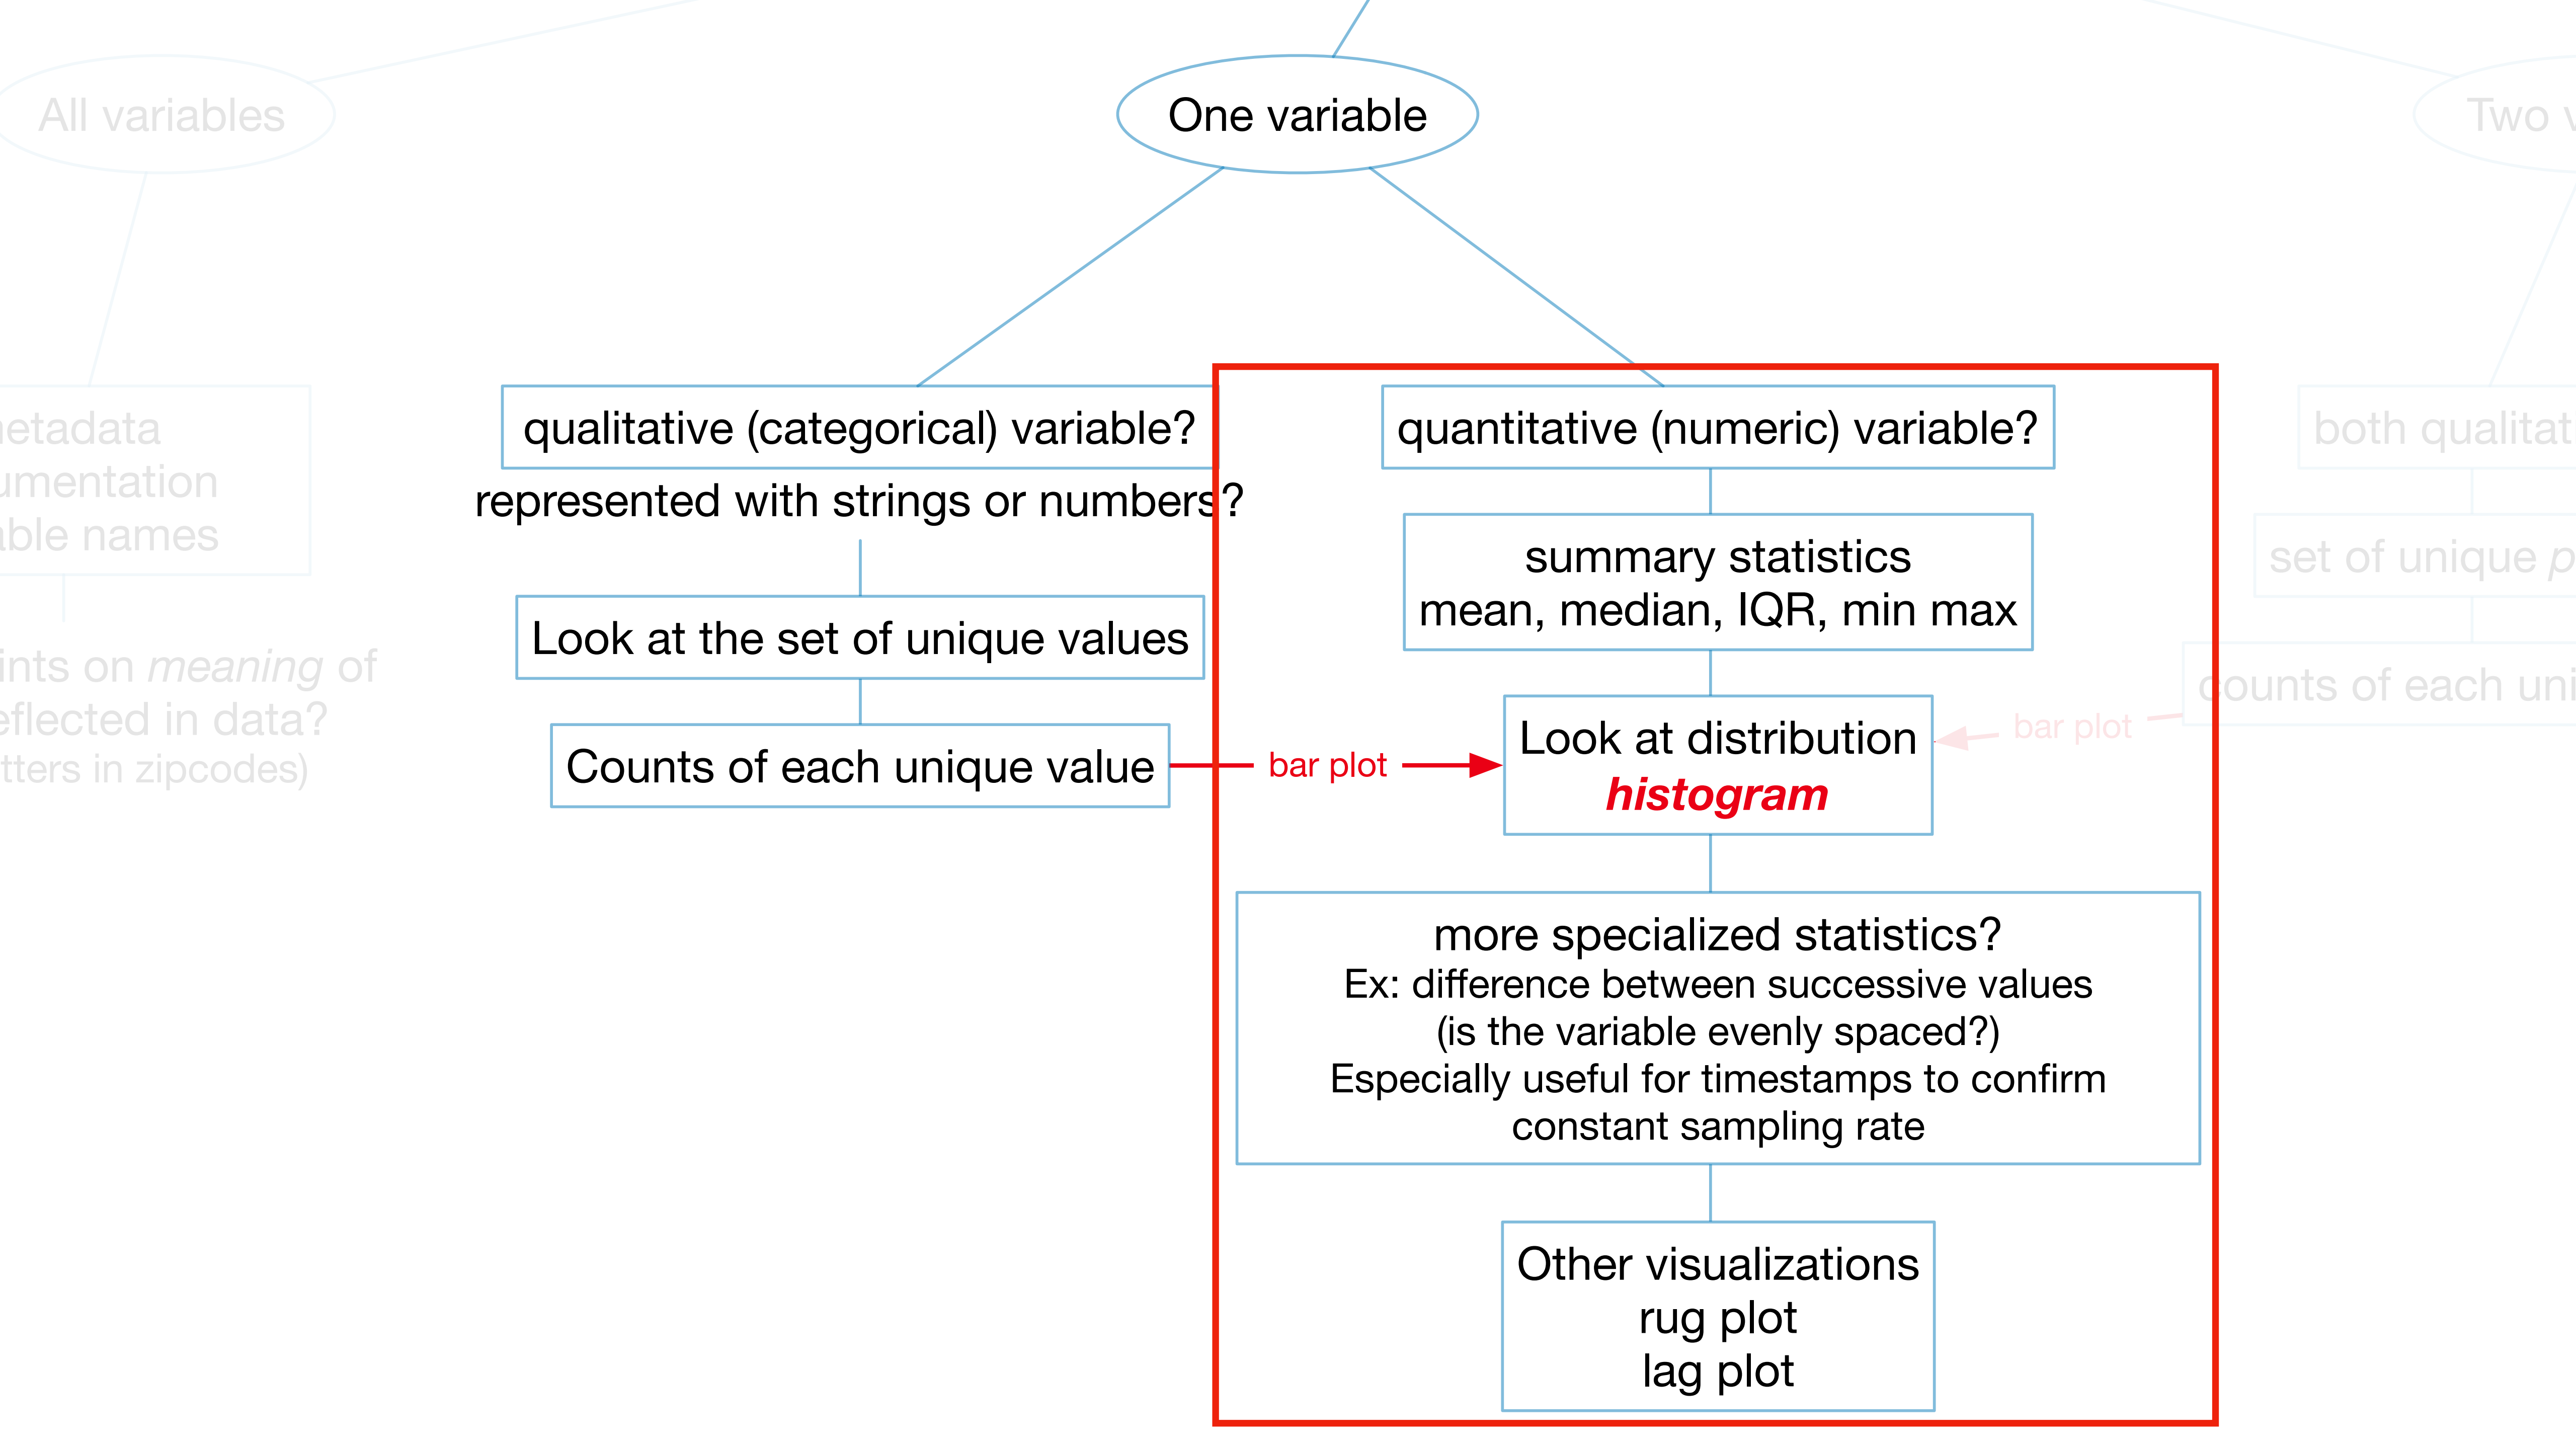 All variables
One variable
Two
etadata
umentation
able names
ints on meaning of
eflected in data?
tters in zipcodes)
qualitative (categorical) variable?
represented with strings or numbers?
Look at the set of unique values
Counts of each unique value
bar plot
quantitative (numeric) variable?
summary statistics
mean, median, IQR, min max
Look at distribution
histogram
more specialized statistics?
Ex: difference between successive values
(is the variable evenly spaced?)
Especially useful for timestamps to confirm
constant sampling rate
Other visualizations
rug plot
lag plot
bar plot
both qualitat
set of unique p
counts of each uni